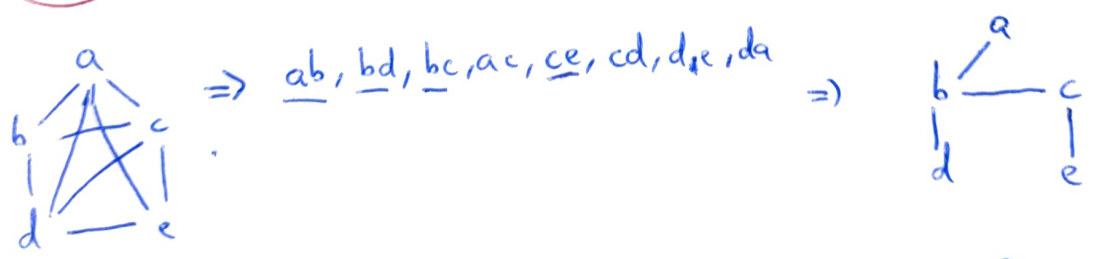 a
b c
d e
=> ab, bd, bc, ac, ce, cd, d,e, da
=)
a
b c
d e